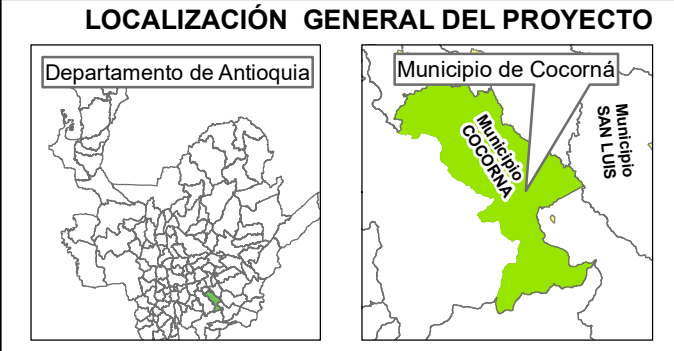 LOCALIZACIÓN GENERAL DEL PROYECTO
Departamento de Antioquia
Municipio de Cocorná
Municipio
COCORNA
Municipio
SAN LUIS